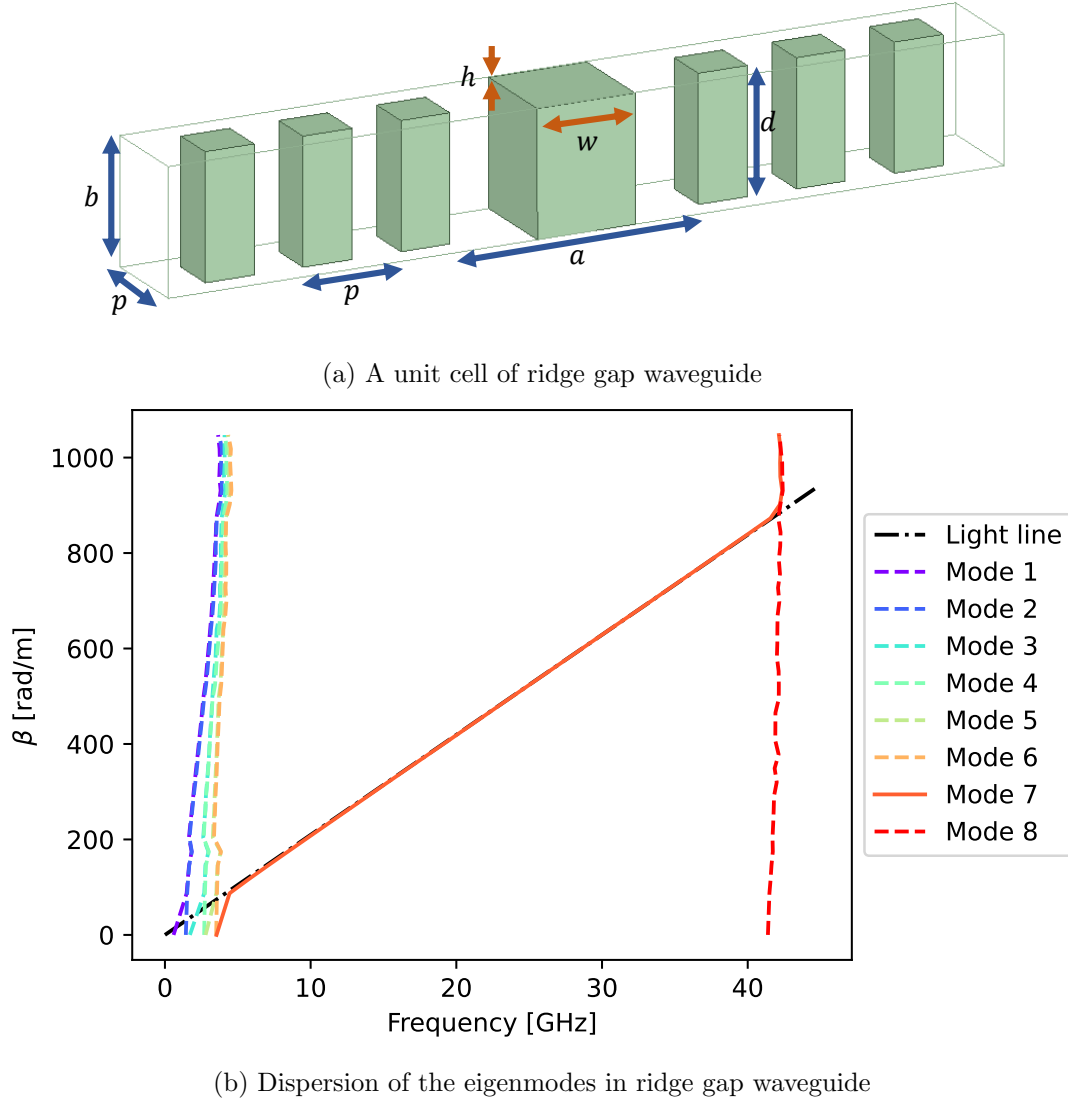 h
w
d
b
a
p
p
(a) A unit cell of ridge gap waveguide
1000
800
600
400
200
0
β [rad/m]
0 10 20 30 40
Frequency [GHz]
Light line
Mode 1
Mode 2
Mode 3
Mode 4
Mode 5
Mode 6
Mode 7
Mode 8
(b) Dispersion of the eigenmodes in ridge gap waveguide